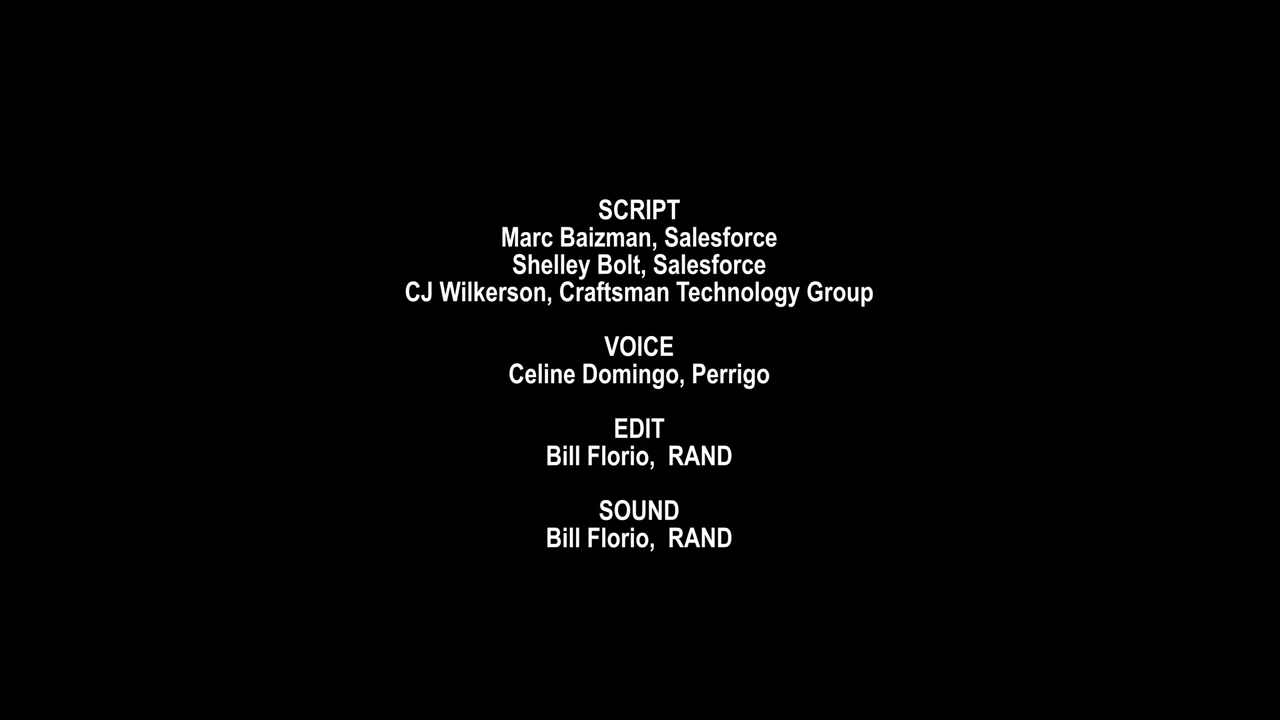 SCRIPT
Marc Baizman, Salesforce
Shelley Bolt, Salesforce
CJ Wilkerson, Craftsman Technology Group
VOICE
Celine Domingo, Perrigo
EDIT
Bill Florio,  RAND
SOUND
Bill Florio,  RAND